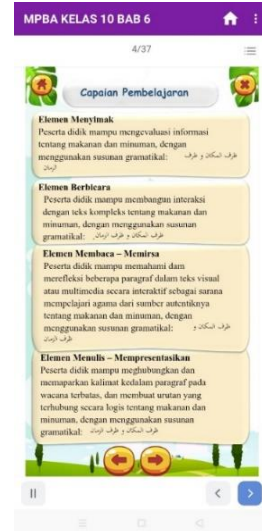 MPBA KELAS 10 BAB 6
4/37
Capaian Pembelajaran
Elemen Menyimak
Peserta didik mampu mengevaluasi informasi
tentang makanan dan minuman, dengan
menggunakan susunan gramatikal: ظرف المكان و ظرف
الزمان
Elemen Berbicara
Peserta didik mampu membangun interaksi
dengan teks kompleks tentang makanan dan
minuman, dengan menggunakan susunan
gramatikal: ظرف المكان و ظرف الزمان
Elemen Membaca – Memirsa
Peserta didik mampu memahami dam
merefleksi beberapa paragraf dalam teks visual
atau multimedia secara interaktif sebagai sarana
mempelajari agama dari sumber autentiknya
tentang makanan dan minuman, dengan
menggunakan susunan gramatikal: ظرف المكان و
ظرف الزمان
Elemen Menulis – Mempresentasikan
Peserta didik mampu meghubungkan dan
memaparkan kalimat kedalam paragraf pada
wacana terbatas, dan membuat urutan yang
terhubung secara logis tentang makanan dan
minuman, dengan menggunakan susunan
gramatikal: ظرف المكان و ظرف الزمان